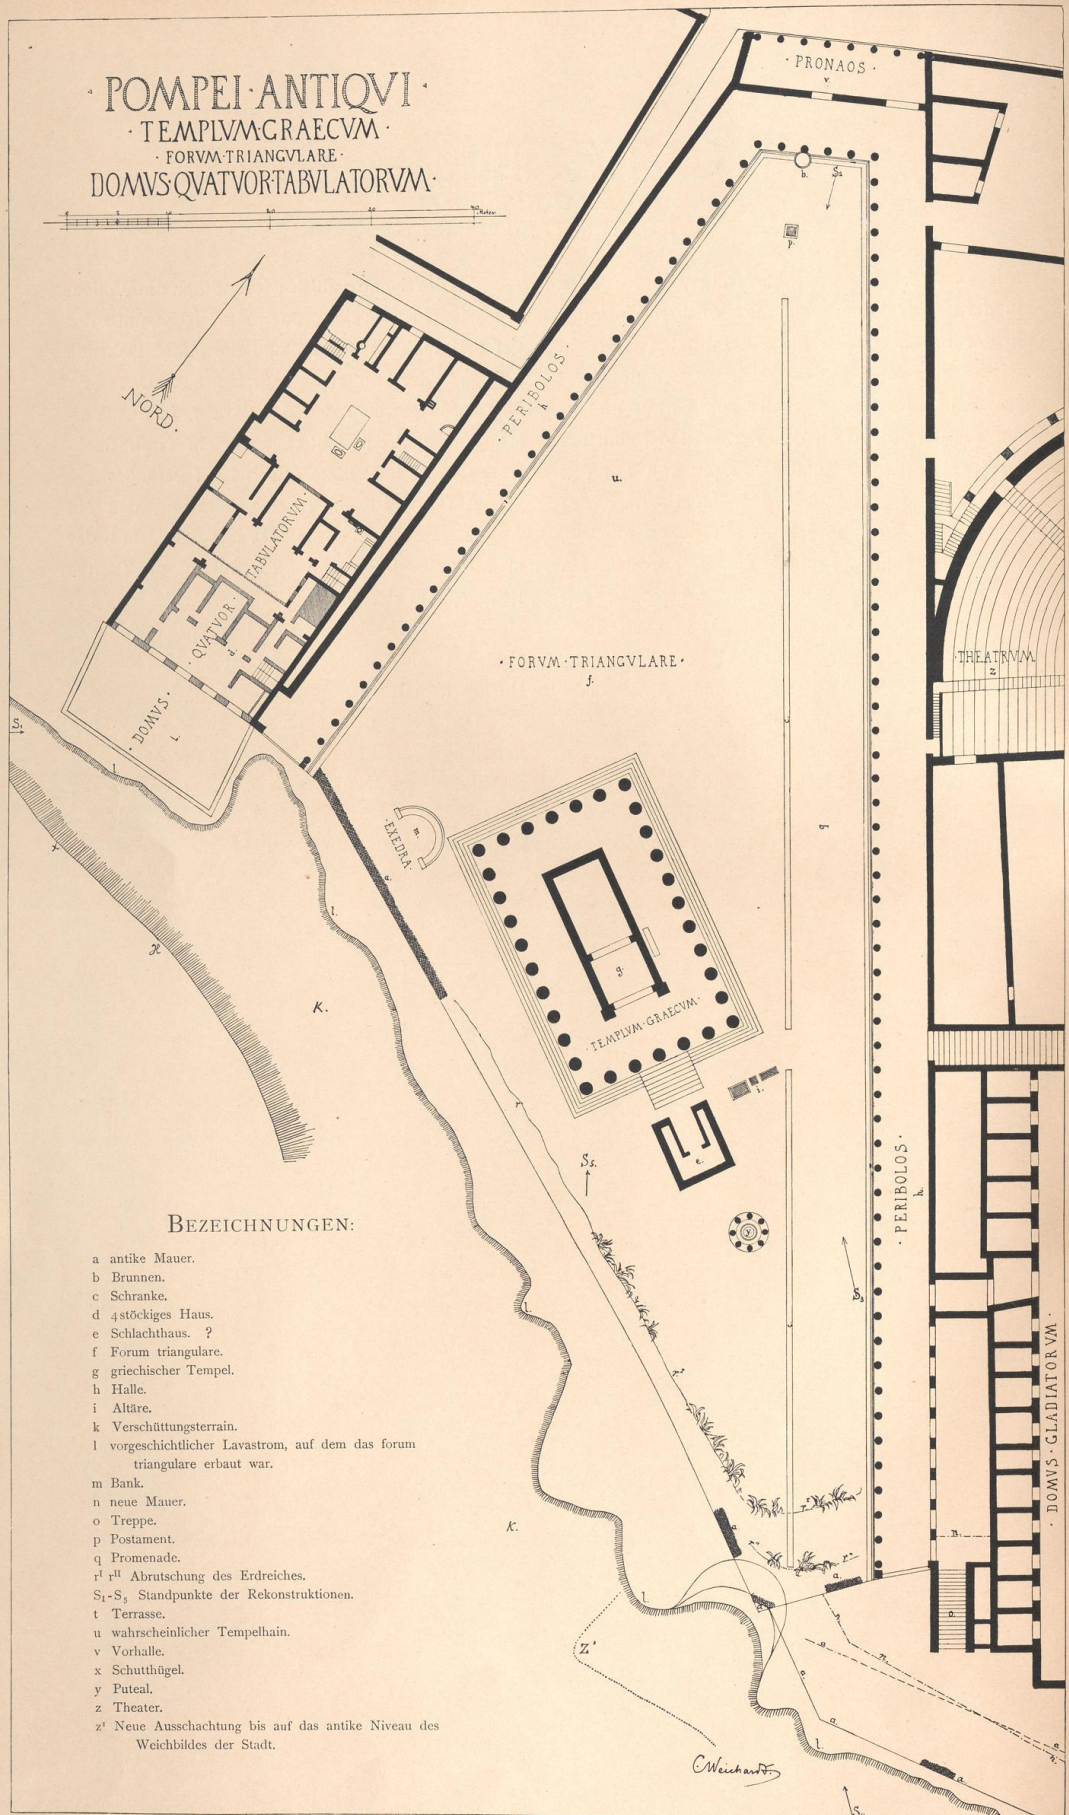 · POMPEI · ANTIQVI ·
· TEMPLVM·GRAECVM ·
· FORVM·TRIANGVLARE ·
DOMVS·QVATVOR·TABVLATORVM ·
NORD.
· PRONAOS ·
v.
b.
p.
· PERIBOLOS ·
h
u.
TABVLATORVM ·
· QVATVOR ·
d.
· DOMVS ·
· FORVM · TRIANGVLARE ·
f.
· THEATRVM
z
l
x
m.
· EXEDRA ·
a.
l.
q
K.
g.
· TEMPLVM · GRAECVM ·
i.
r
e.
S5.
y
· PERIBOLOS ·
h
· DOMVS · GLADIATORVM ·
BEZEICHNUNGEN:
a antike Mauer.
b Brunnen.
c Schranke.
d 4stöckiges Haus.
e Schlachthaus. ?
f Forum triangulare.
g griechischer Tempel.
h Halle.
i Altäre.
k Verschüttungsterrain.
l vorgeschichtlicher Lavastrom, auf dem das forum
triangulare erbaut war.
m Bank.
n neue Mauer.
o Treppe.
p Postament.
q Promenade.
rI rII Abrutschung des Erdreiches.
S1-S5 Standpunkte der Rekonstruktionen.
t Terrasse.
u wahrscheinlicher Tempelhain.
v Vorhalle.
x Schutthügel.
y Puteal.
z Theater.
z' Neue Ausschachtung bis auf das antike Niveau des
Weichbildes der Stadt.
K.
l.
n.
o.
a.
Z'
l.
a.
C. Weichardt.